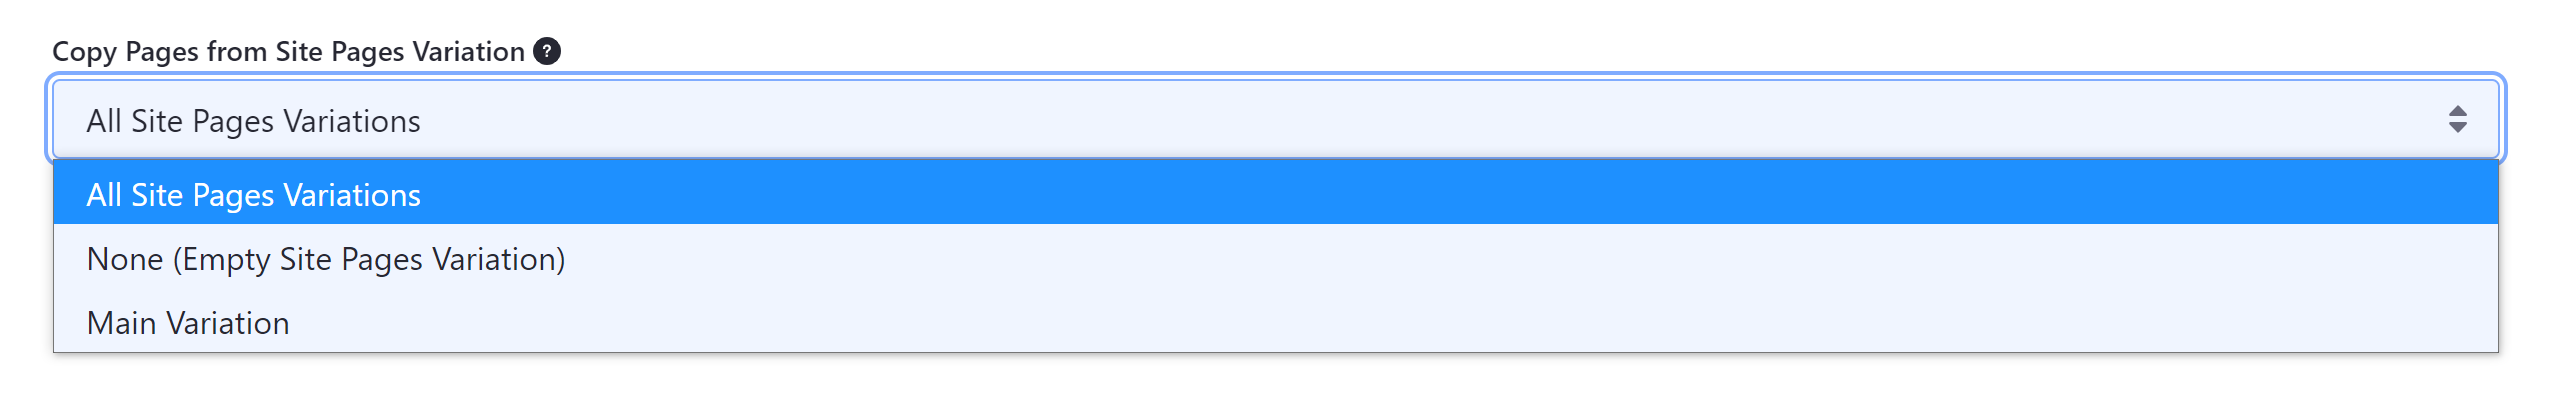 Copy Pages from Site Pages Variation ?
All Site Pages Variations
All Site Pages Variations
None (Empty Site Pages Variation)
Main Variation